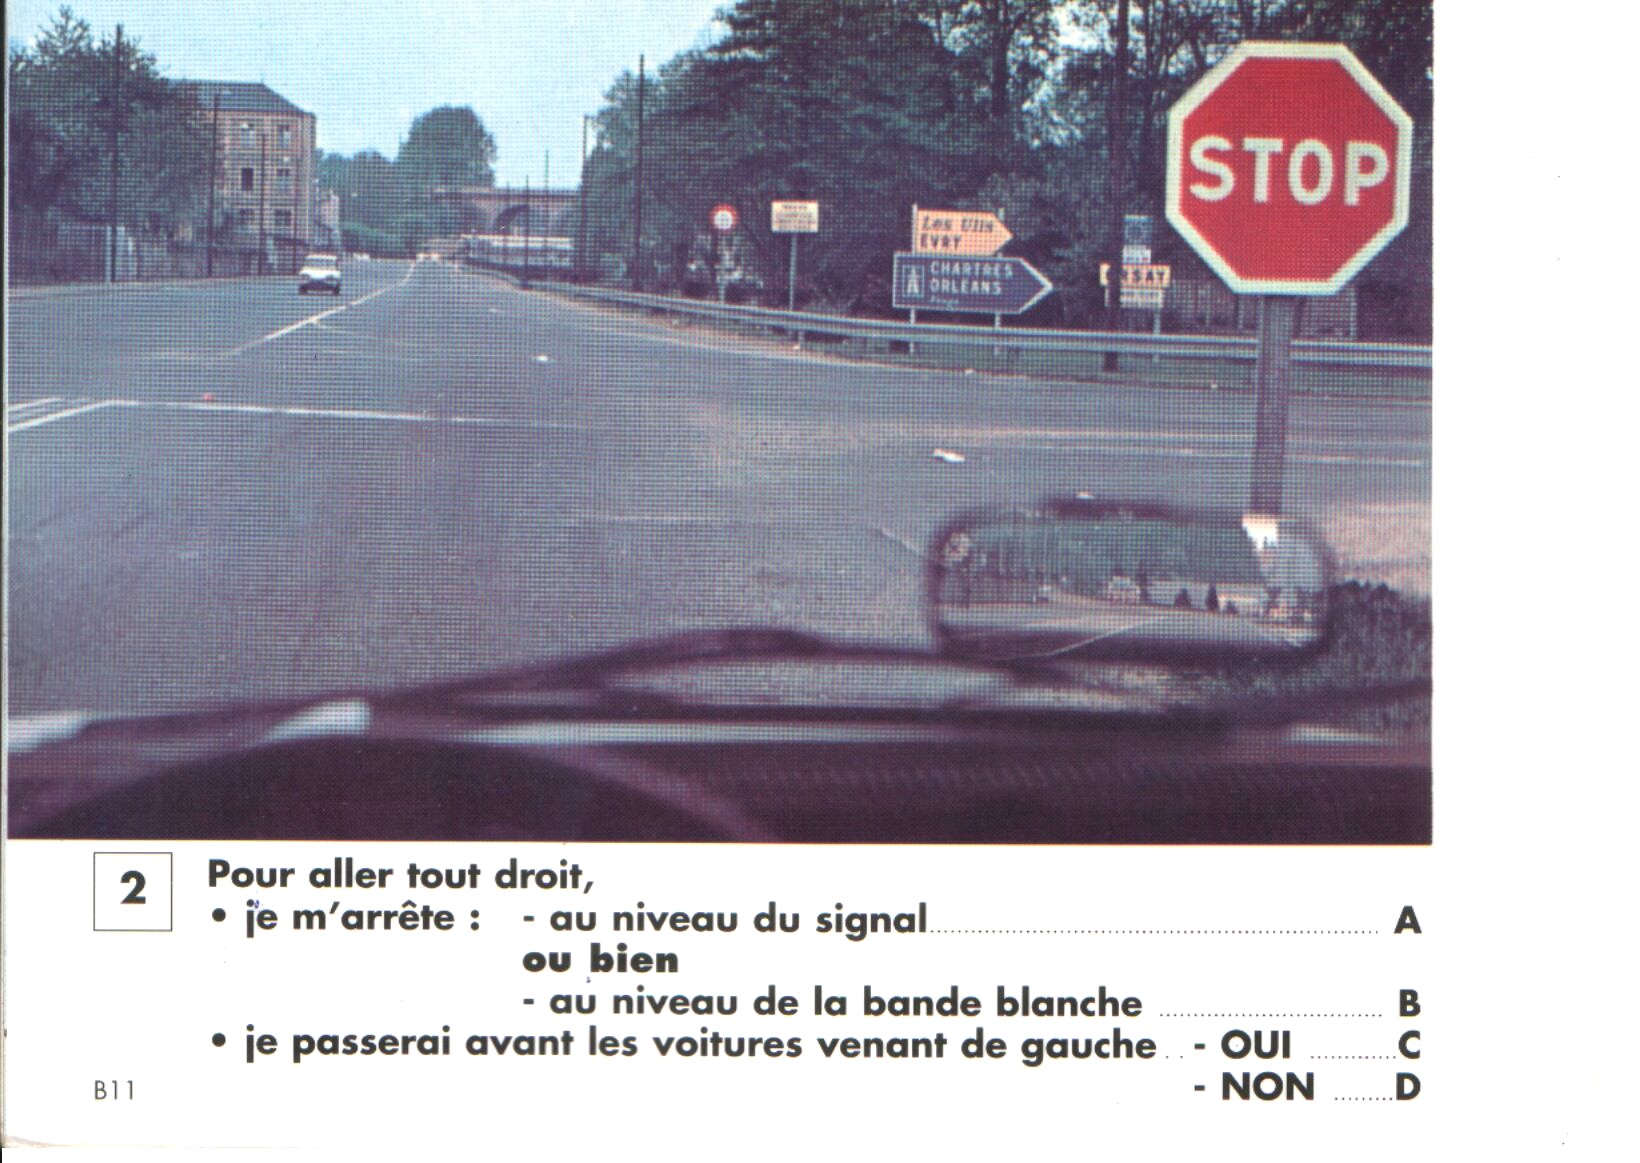 STOP
Les Ulis
EVRY
A
CHARTRES
ORLÉANS
2
Pour aller tout droit,
• je m'arrête : - au niveau du signal A
ou bien
- au niveau de la bande blanche B
• je passerai avant les voitures venant de gauche - OUI C
- NON D
B11